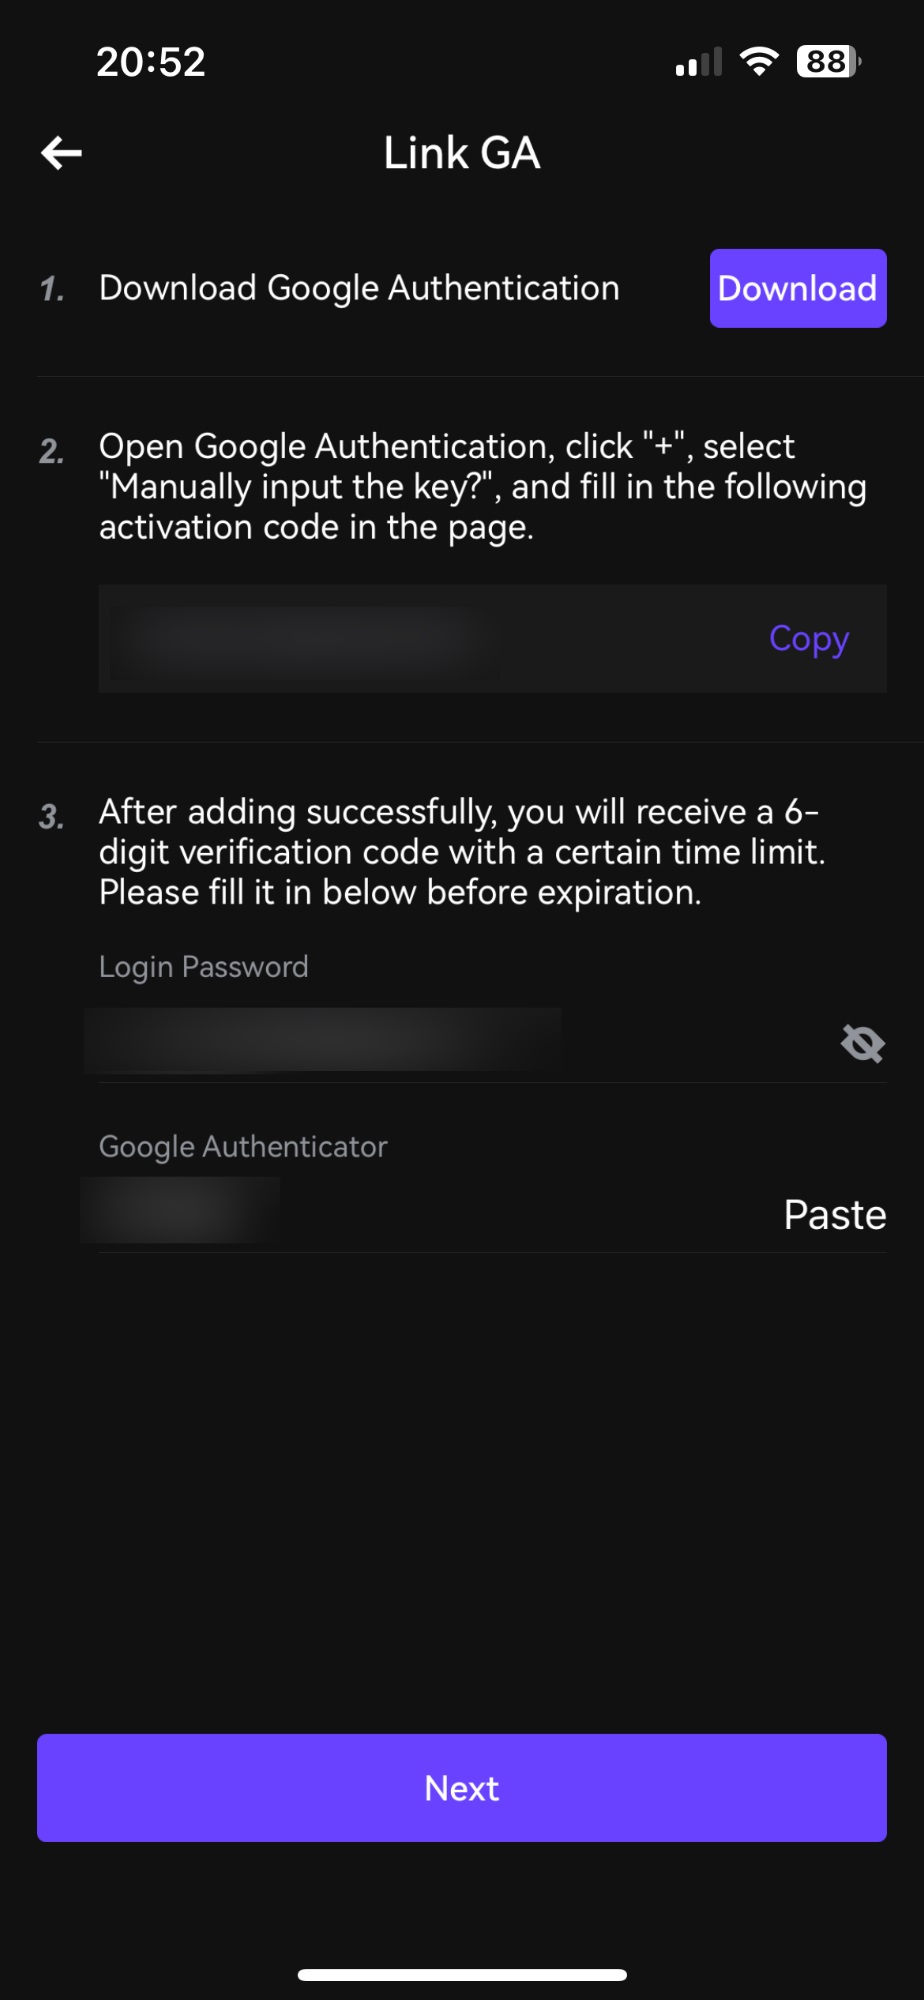 20:52
88
Link GA
1. Download Google Authentication
Download
2. Open Google Authentication, click "+", select
"Manually input the key?", and fill in the following
activation code in the page.
Copy
3. After adding successfully, you will receive a 6-
digit verification code with a certain time limit.
Please fill it in below before expiration.
Login Password
Google Authenticator
Paste
Next